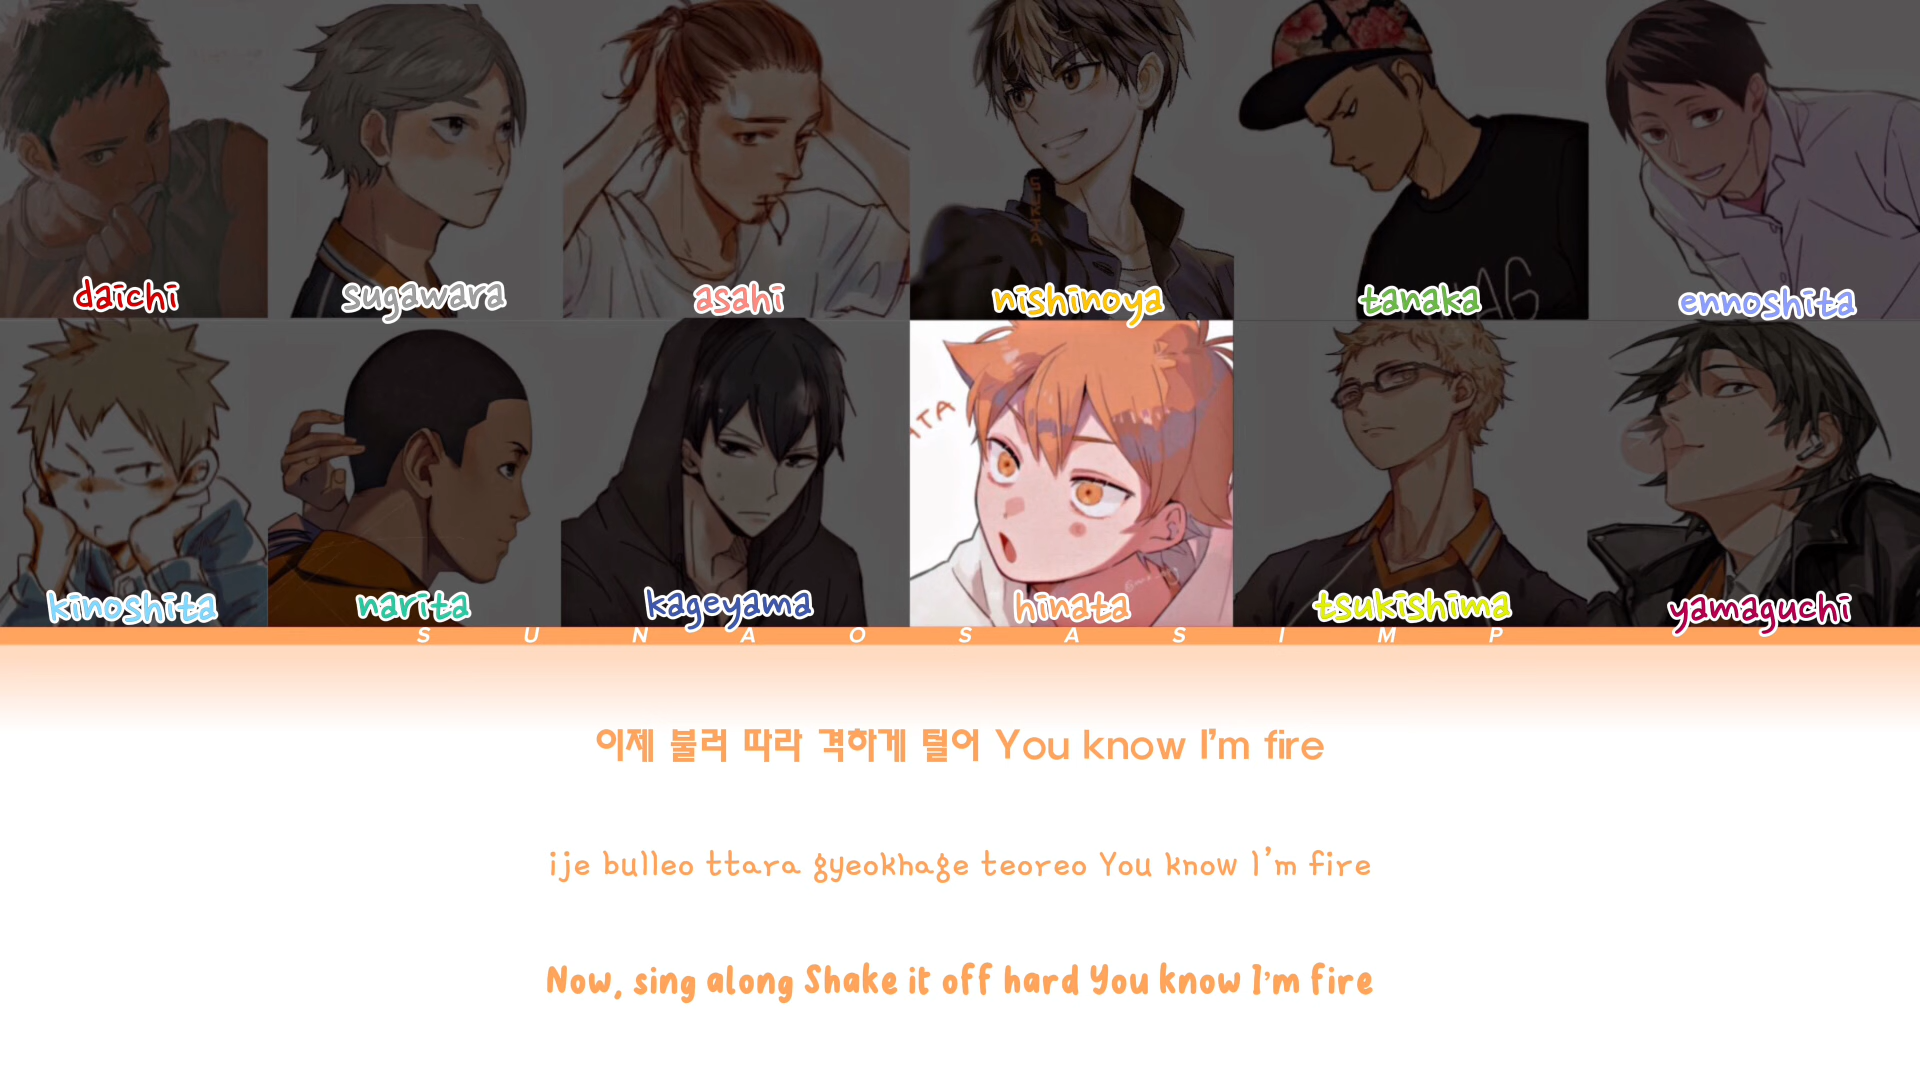 daichi
sugawara
asahi
nishinoya
tanaka
ennoshita
kinoshita
narita
kageyama
hinata
tsukishima
yamaguchi
SUNAOSASIMP
이제 불러 따라 격하게 털어 You know I'm fire
ije bulleo ttara gyeokhage teoreo You know I'm fire
Now, sing along Shake it off hard You know I'm fire